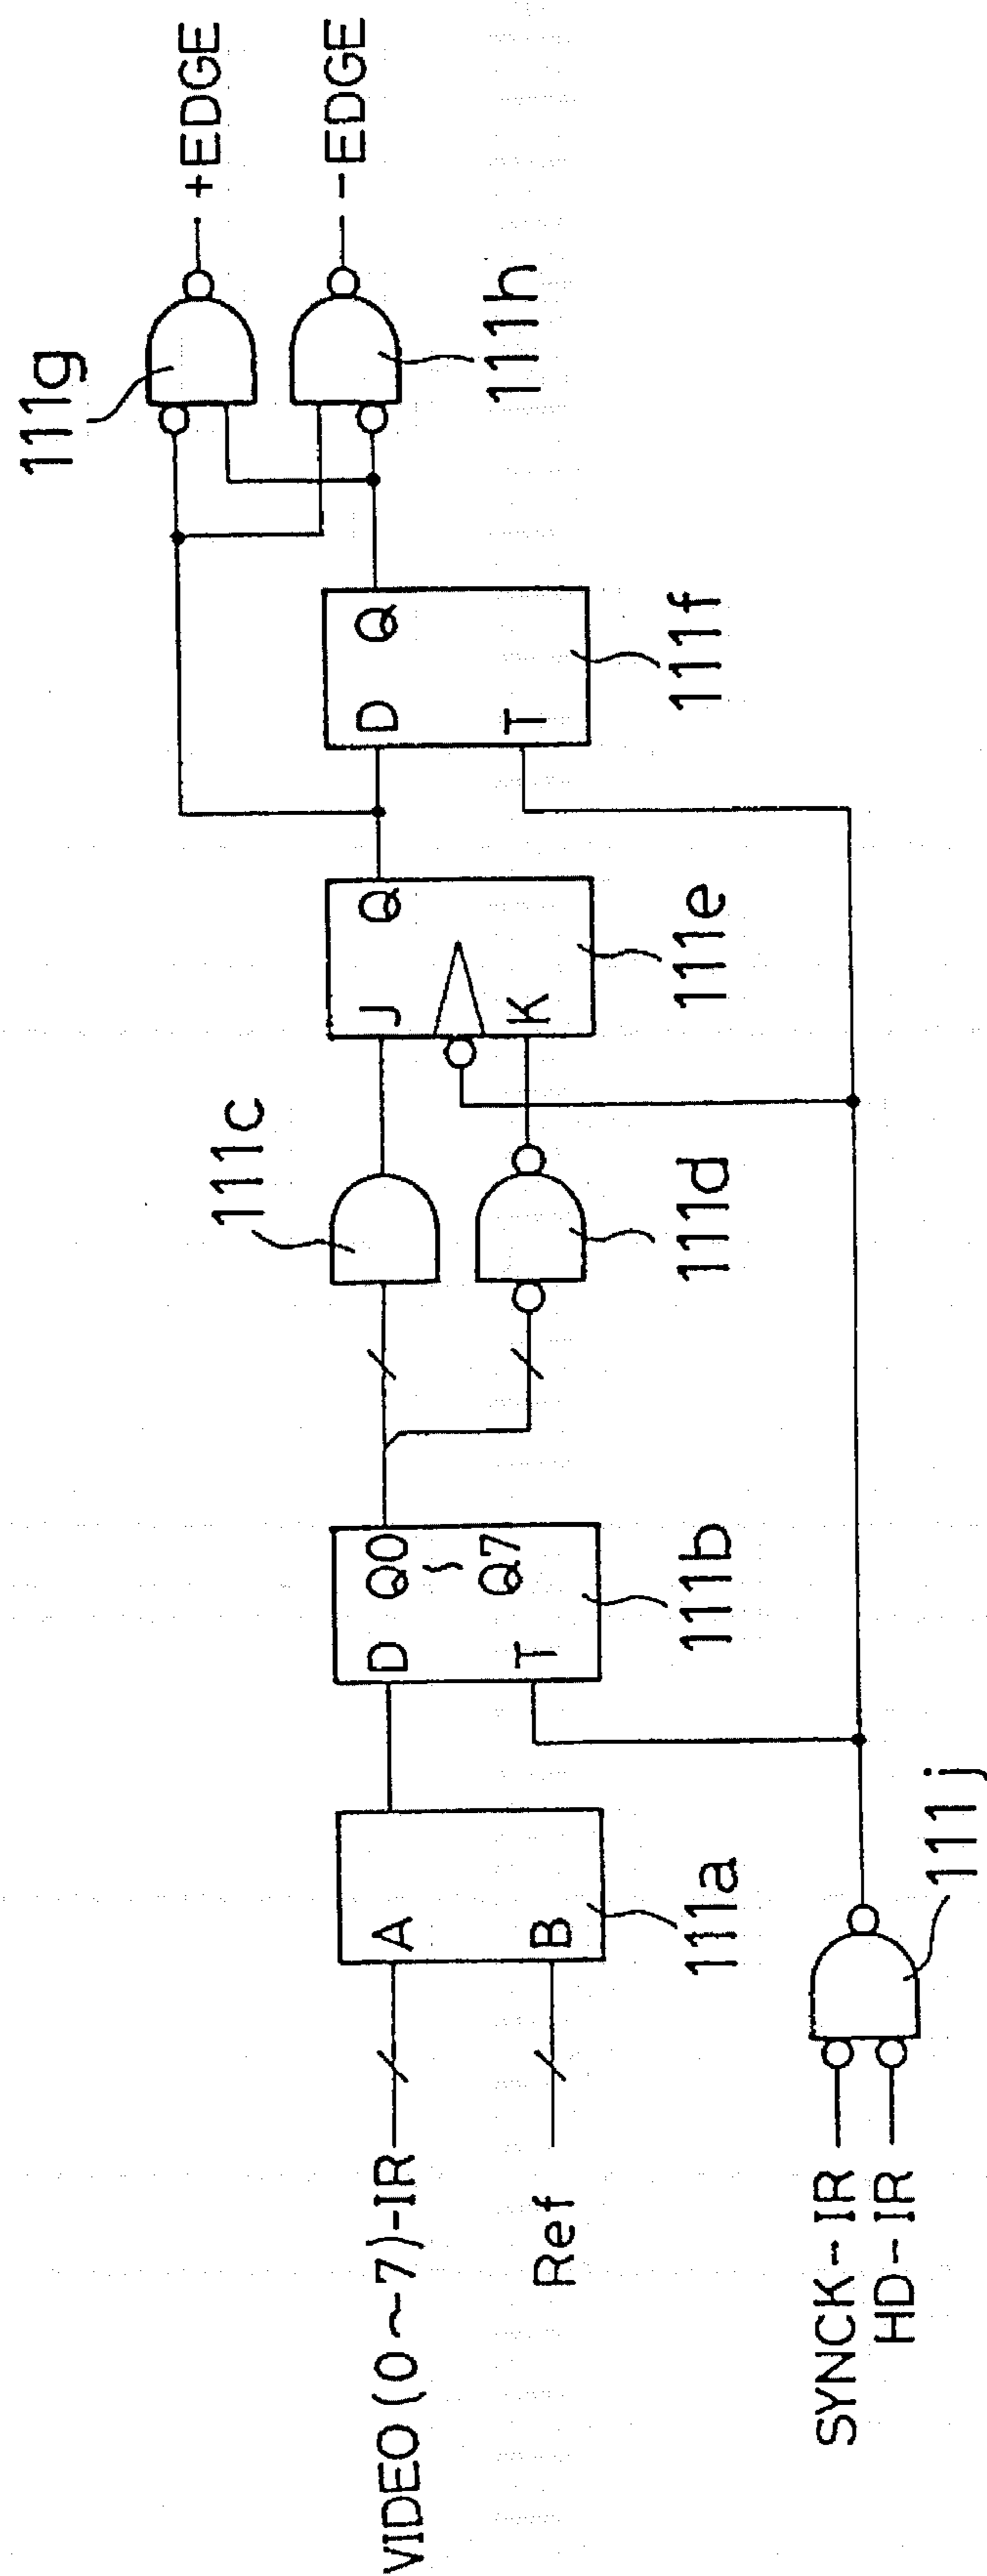 VIDEO (0~7)-IR
Ref
SYNCK-IR
HD-IR
A
B
111a
111j
D
Q0
~
Q7
T
111b
111c
111d
J
Q
K
111e
D
Q
T
111f
111g
111h
+EDGE
-EDGE